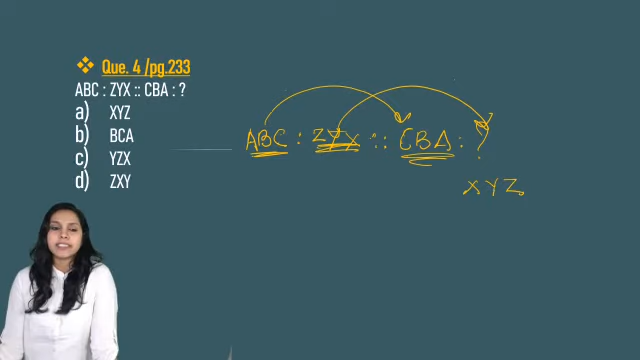 ❖ Que. 4 /pg.233
ABC : ZYX :: CBA : ?
a) XYZ
b) BCA
c) YZX
d) ZXY
ABC : ZYX :: CBA : ?
XYZ